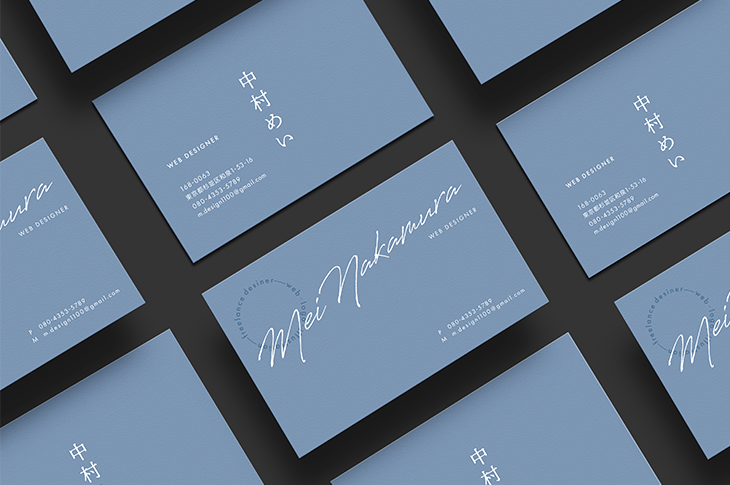 中村めい
WEB DESIGNER
168-0063
東京都杉並区和泉1-53-16
080-4353-5789
m.design1100@gmail.com
中村めい
WEB DESIGNER
168-0063
東京都杉並区和泉1-53-16
080-4353-5789
m.design1100@gmail.com
mura
WEB DESIGNER
P 080-4353-5789
M m.design1100@gmail.com
Mei Nakamura
WEB DESIGNER
freelance desiner web
P 080-4353-5789
M m.design1100@gmail.com
freelance desiner
Mei
中村
中村